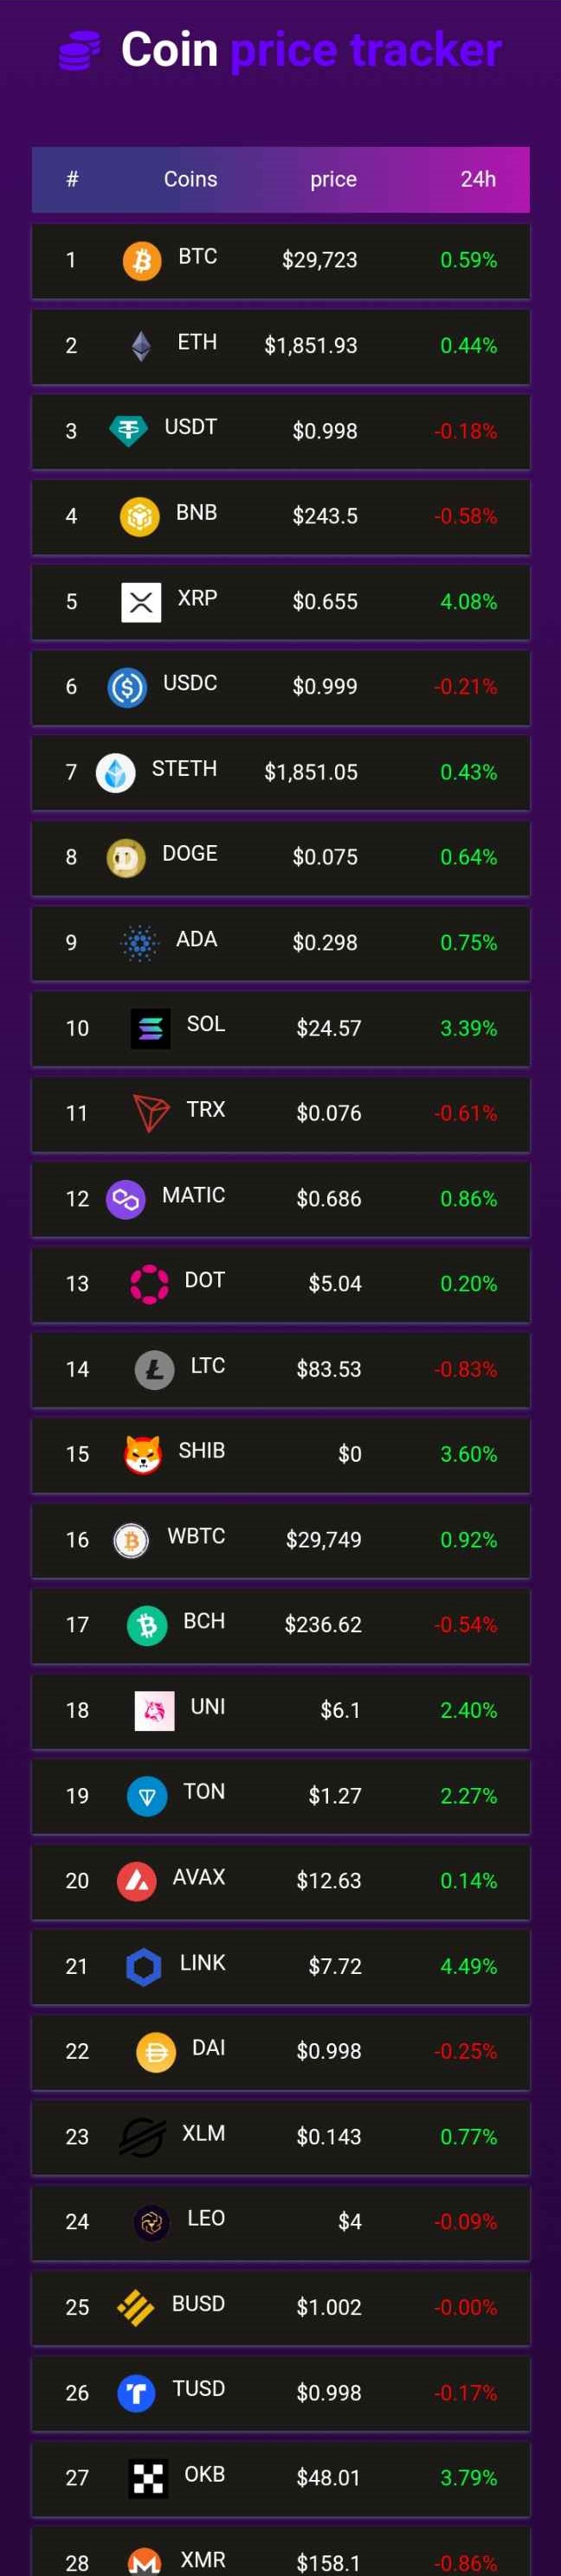 Coin price tracker
# Coins price 24h
1 BTC $29,723 0.59%
2 ETH $1,851.93 0.44%
3 USDT $0.998 -0.18%
4 BNB $243.5 -0.58%
5 XRP $0.655 4.08%
6 USDC $0.999 -0.21%
7 STETH $1,851.05 0.43%
8 DOGE $0.075 0.64%
9 ADA $0.298 0.75%
10 SOL $24.57 3.39%
11 TRX $0.076 -0.61%
12 MATIC $0.686 0.86%
13 DOT $5.04 0.20%
14 LTC $83.53 -0.83%
15 SHIB $0 3.60%
16 WBTC $29,749 0.92%
17 BCH $236.62 -0.54%
18 UNI $6.1 2.40%
19 TON $1.27 2.27%
20 AVAX $12.63 0.14%
21 LINK $7.72 4.49%
22 DAI $0.998 -0.25%
23 XLM $0.143 0.77%
24 LEO $4 -0.09%
25 BUSD $1.002 -0.00%
26 TUSD $0.998 -0.17%
27 OKB $48.01 3.79%
28 XMR $158.1 -0.86%